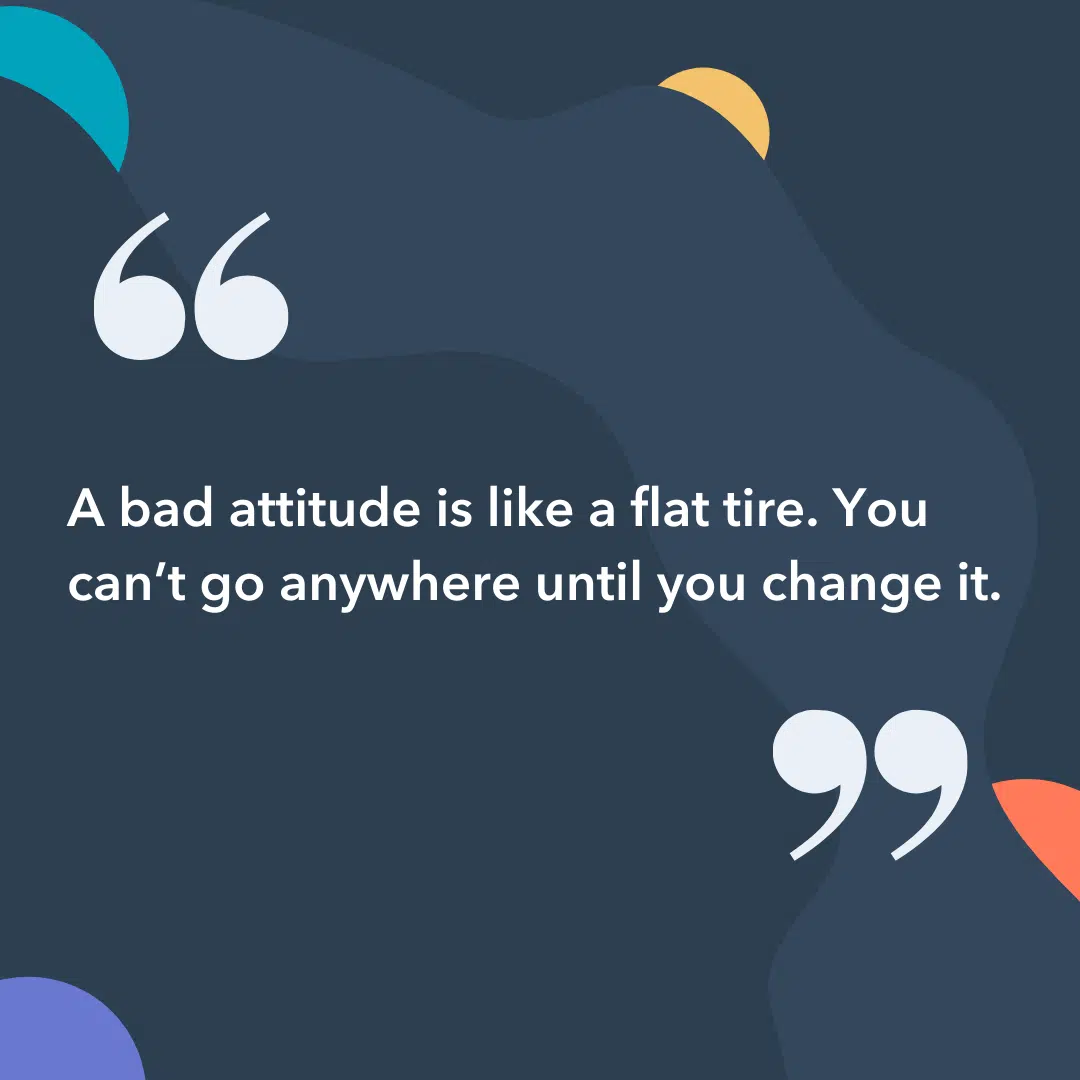 A bad attitude is like a flat tire. You
can’t go anywhere until you change it.